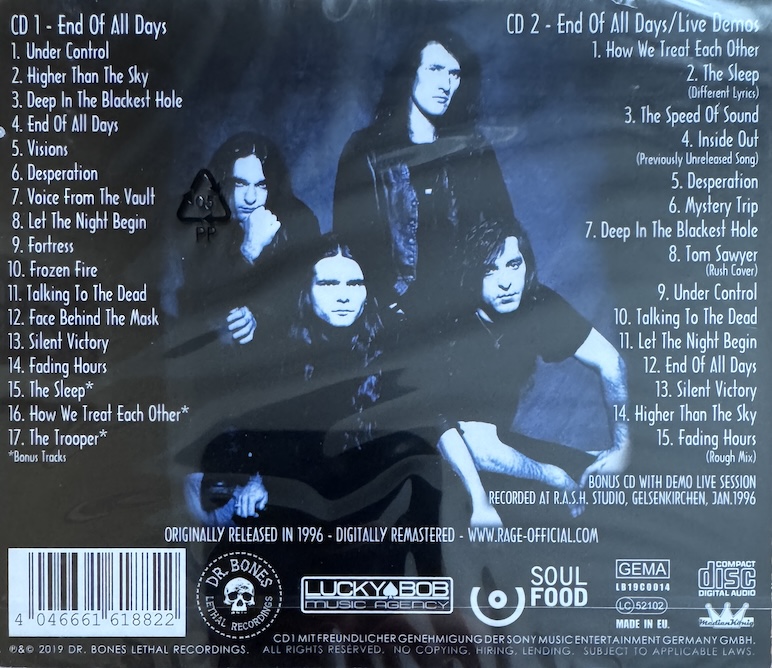 CD 1 - End Of All Days
1. Under Control
2. Higher Than The Sky
3. Deep In The Blackest Hole
4. End Of All Days
5. Visions
6. Desperation
7. Voice From The Vault
8. Let The Night Begin
9. Fortress
10. Frozen Fire
11. Talking To The Dead
12. Face Behind The Mask
13. Silent Victory
14. Fading Hours
15. The Sleep*
16. How We Treat Each Other*
17. The Trooper*
*Bonus Tracks
CD 2 - End Of All Days/Live Demos
1. How We Treat Each Other
2. The Sleep
(Different Lyrics)
3. The Speed Of Sound
4. Inside Out
(Previously Unreleased Song)
5. Desperation
6. Mystery Trip
7. Deep In The Blackest Hole
8. Tom Sawyer
(Rush Cover)
9. Under Control
10. Talking To The Dead
11. Let The Night Begin
12. End Of All Days
13. Silent Victory
14. Higher Than The Sky
15. Fading Hours
(Rough Mix)
BONUS CD WITH DEMO LIVE SESSION
RECORDED AT R.A.S.H. STUDIO, GELSENKIRCHEN, JAN.1996
05
PP
ORIGINALLY RELEASED IN 1996 - DIGITALLY REMASTERED - WWW.RAGE-OFFICIAL.COM
4 046661 618822
DR. BONES
LETHAL RECORDINGS
LUCKY BOB
MUSIC AGENCY
SOUL
FOOD
GEMA
LB19C0014
LC 52102
MADE IN EU.
COMPACT
disc
DIGITAL AUDIO
MedienKönig
CD1 MIT FREUNDLICHER GENEHMIGUNG DER SONY MUSIC ENTERTAINMENT GERMANY GMBH.
℗&© 2019 DR. BONES LETHAL RECORDINGS. ALL RIGHTS RESERVED. NO COPYING, HIRING, LENDING. SUBJECT TO APPLICABLE LAWS.